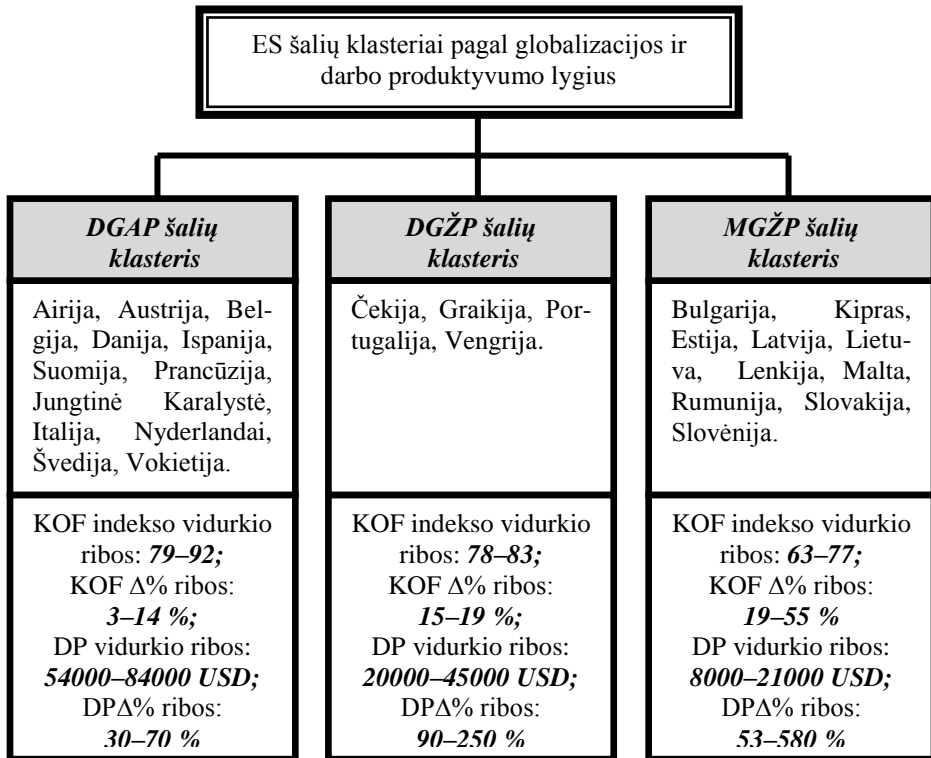 ES šalių klasteriai pagal globalizacijos ir
darbo produktyvumo lygius
DGAP šalių
klasteris
Airija, Austrija, Bel-
gija, Danija, Ispanija,
Suomija, Prancūzija,
Jungtinė Karalystė,
Italija, Nyderlandai,
Švedija, Vokietija.
KOF indekso vidurkio
ribos: 79–92;
KOF Δ% ribos:
3–14 %;
DP vidurkio ribos:
54000–84000 USD;
DPΔ% ribos:
30–70 %
DGŽP šalių
klasteris
Čekija, Graikija, Por-
tugalija, Vengrija.
KOF indekso vidurkio
ribos: 78–83;
KOF Δ% ribos:
15–19 %;
DP vidurkio ribos:
20000–45000 USD;
DPΔ% ribos:
90–250 %
MGŽP šalių
klasteris
Bulgarija, Kipras,
Estija, Latvija, Lietu-
va, Lenkija, Malta,
Rumunija, Slovakija,
Slovėnija.
KOF indekso vidurkio
ribos: 63–77;
KOF Δ% ribos:
19–55 %
DP vidurkio ribos:
8000–21000 USD;
DPΔ% ribos:
53–580 %